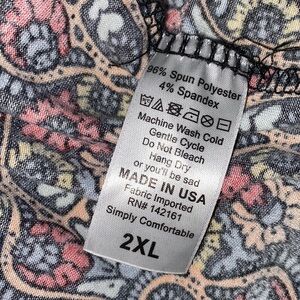 96% Spun Polyester
4% Spandex
Machine Wash Cold
Gentle Cycle
Do Not Bleach
Hang Dry
or you'll be sad
MADE IN USA
Fabric Imported
RN# 142161
Simply Comfortable
2XL